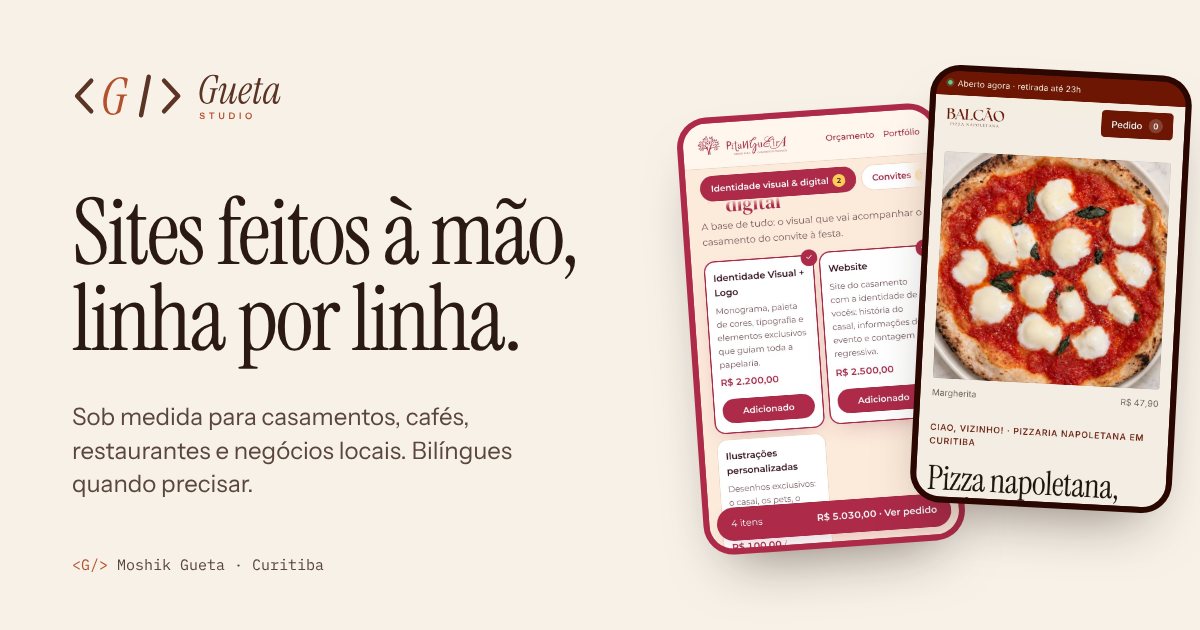 <G/> Gueta
STUDIO
Sites feitos à mão,
linha por linha.
Sob medida para casamentos, cafés,
restaurantes e negócios locais. Bilíngues
quando precisar.
<G/> Moshik Gueta · Curitiba
PitaNGueirA
Orçamento Portfólio
Identidade visual & digital 2
Convites
digital
A base de tudo: o visual que vai acompanhar o
casamento do convite à festa.
Identidade Visual +
Logo
Monograma, paleta
de cores, tipografia e
elementos exclusivos
que guiam toda a
papelaria.
R$ 2.200,00
Adicionado
Website
Site do casamento
com a identidade de
vocês: história do
casal, informações d
evento e contagem
regressiva.
R$ 2.500,00
Adicionado
Ilustrações
personalizadas
Desenhos exclusivos:
o casal, os pets, o
4 itens
R$ 5.030,00 · Ver pedido
R$ 100,00 /
Aberto agora · retirada até 23h
BALCÃO
PIZZA NAPOLETANA
Pedido 0
Margherita
R$ 47,90
CIAO, VIZINHO! · PIZZARIA NAPOLETANA EM
CURITIBA
Pizza napoletana,